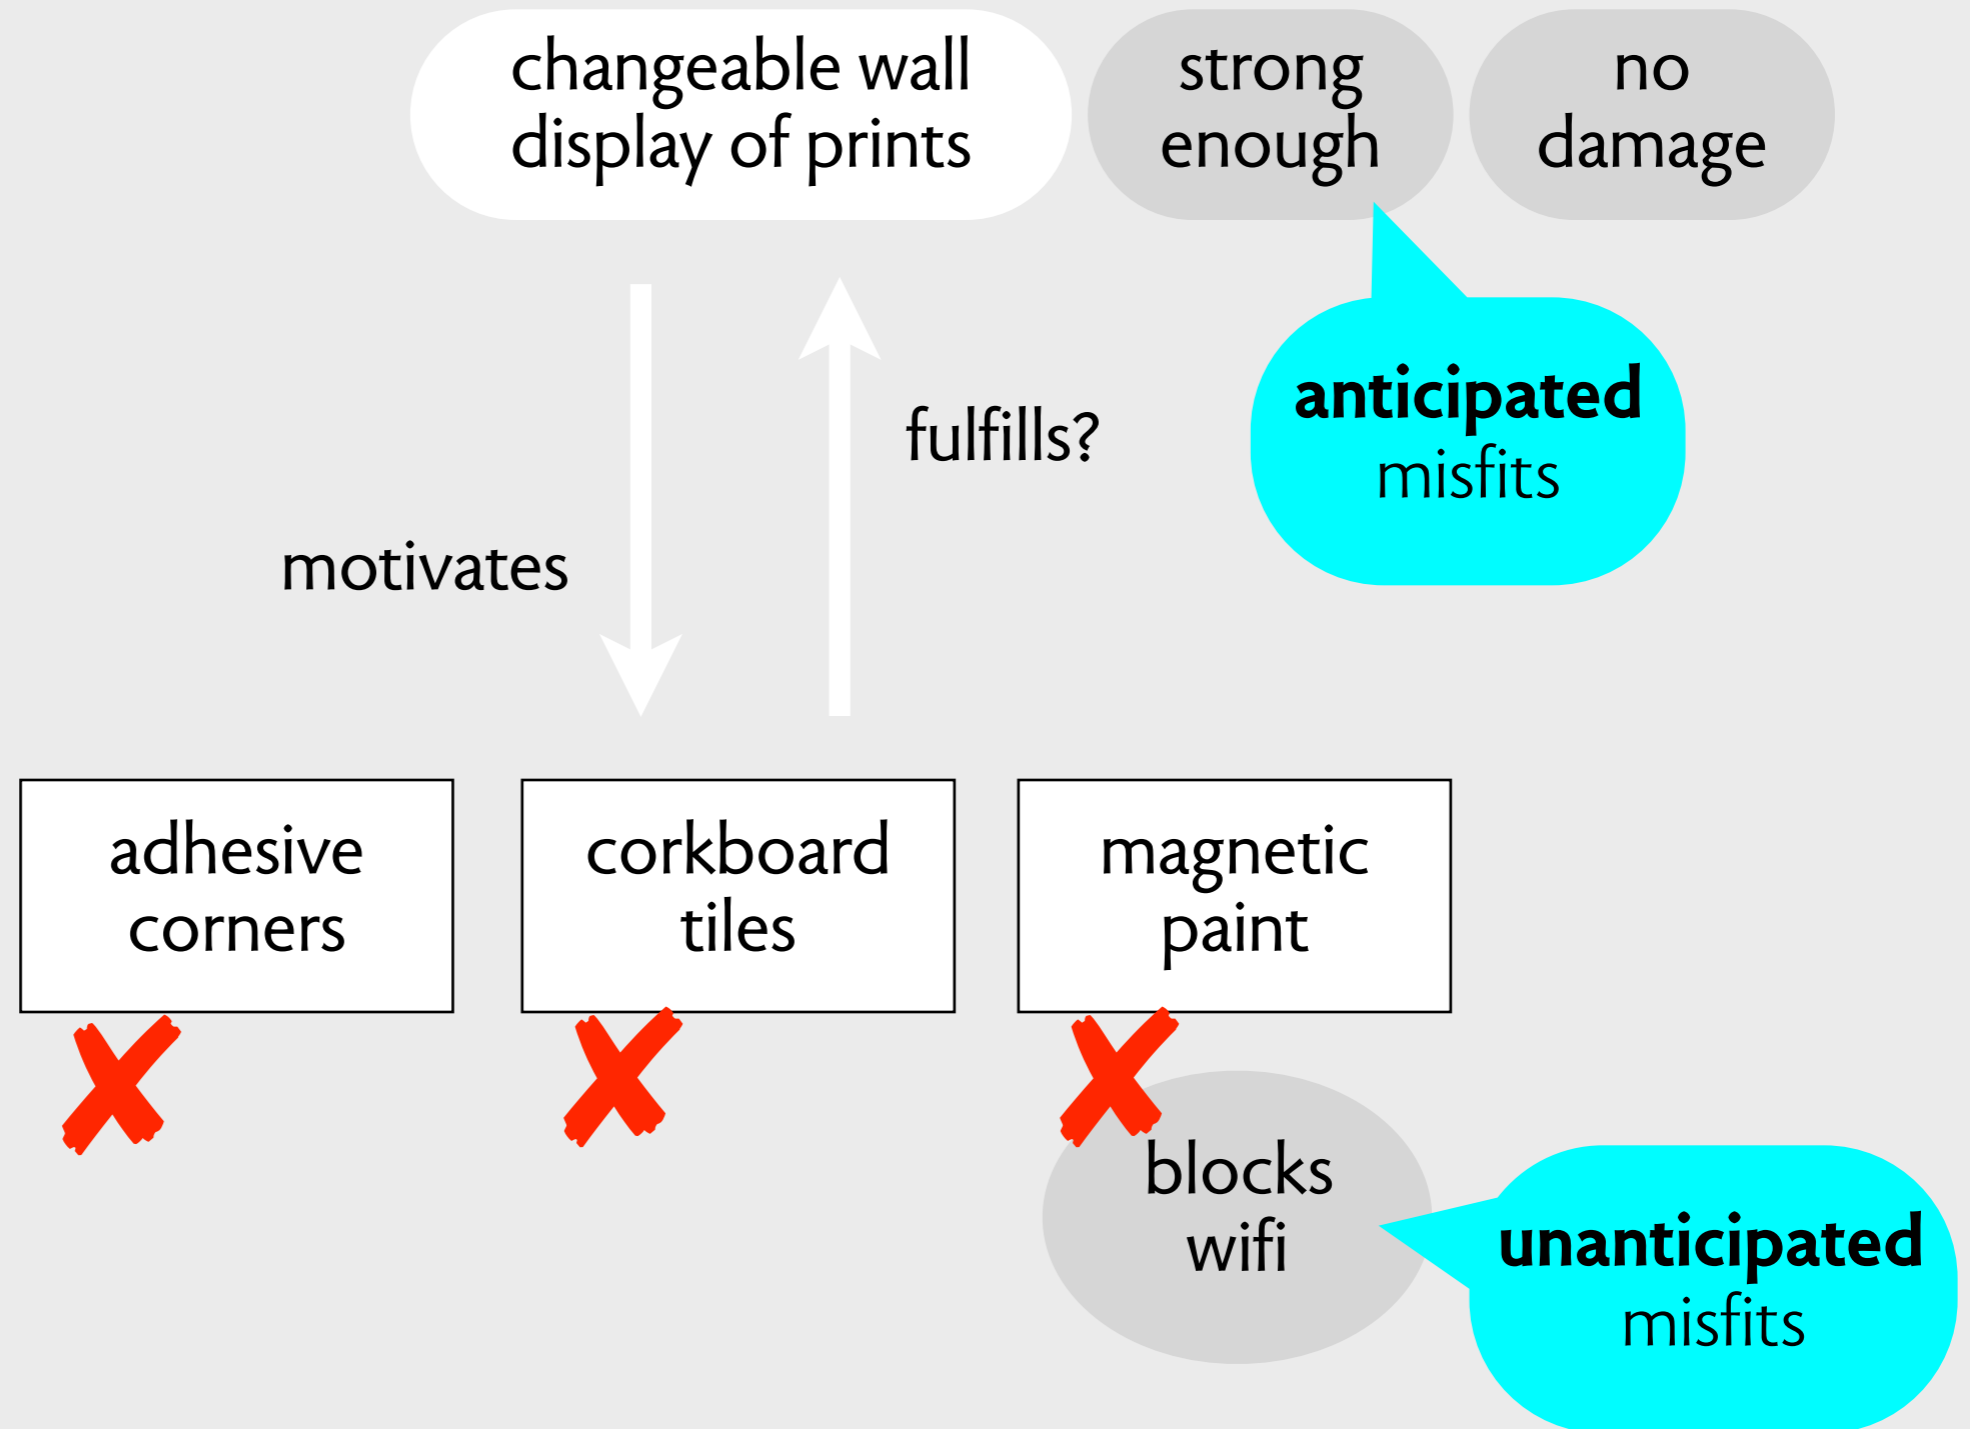 changeable wall
display of prints
strong
enough
no
damage
anticipated
misfits
fulfills?
motivates
adhesive
corners
corkboard
tiles
magnetic
paint
blocks
wifi
unanticipated
misfits